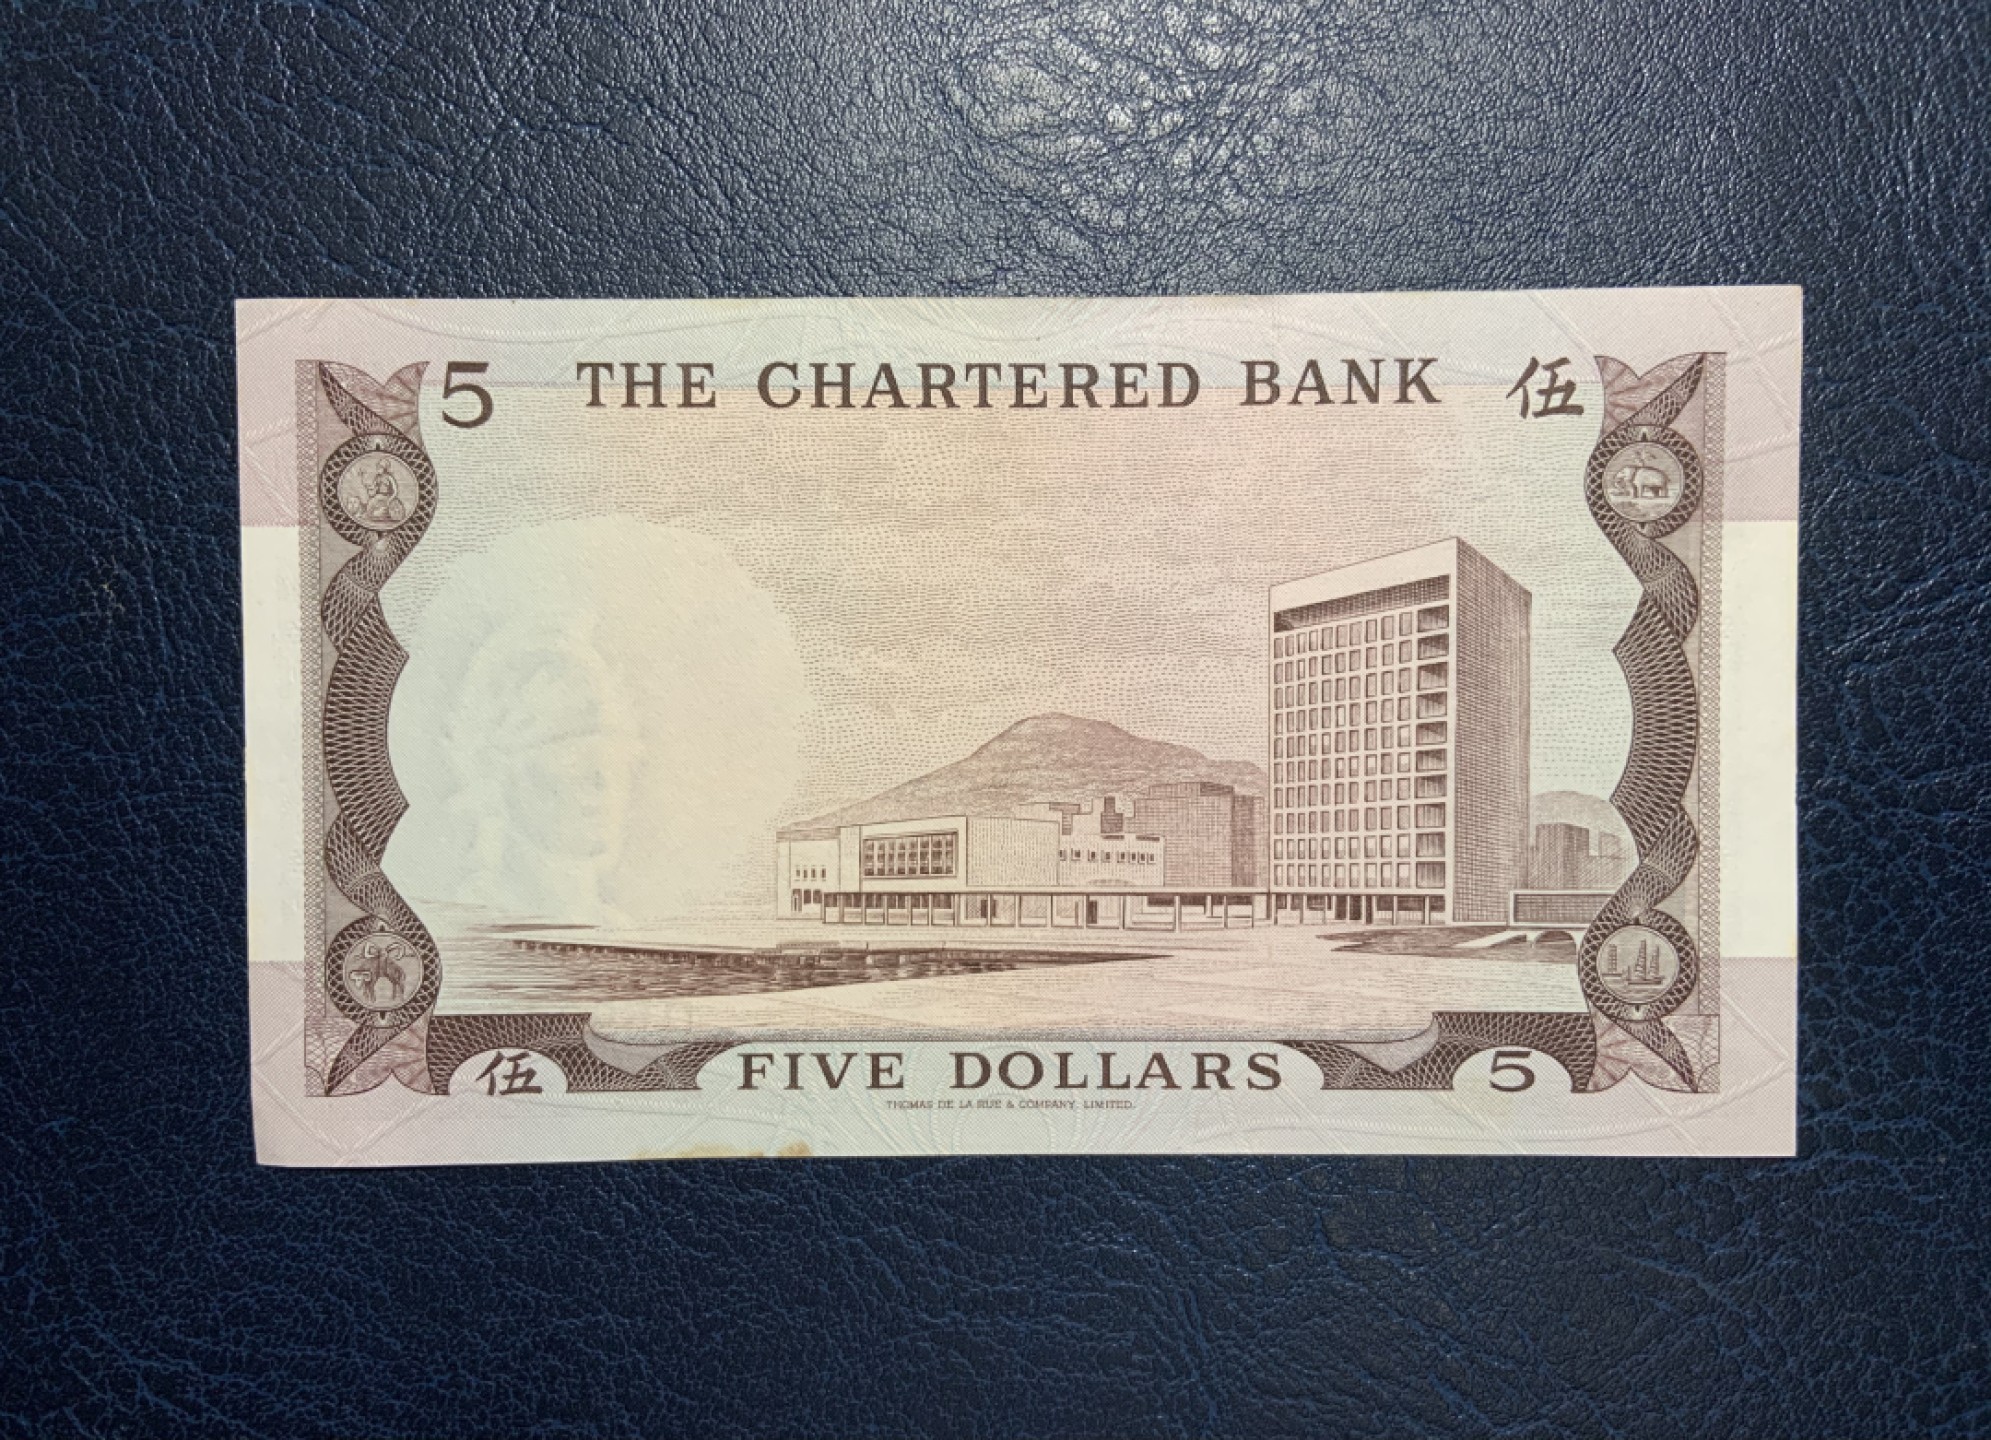 5 THE CHARTERED BANK 伍
伍 FIVE DOLLARS 5
THOMAS DE LA RUE & COMPANY, LIMITED.